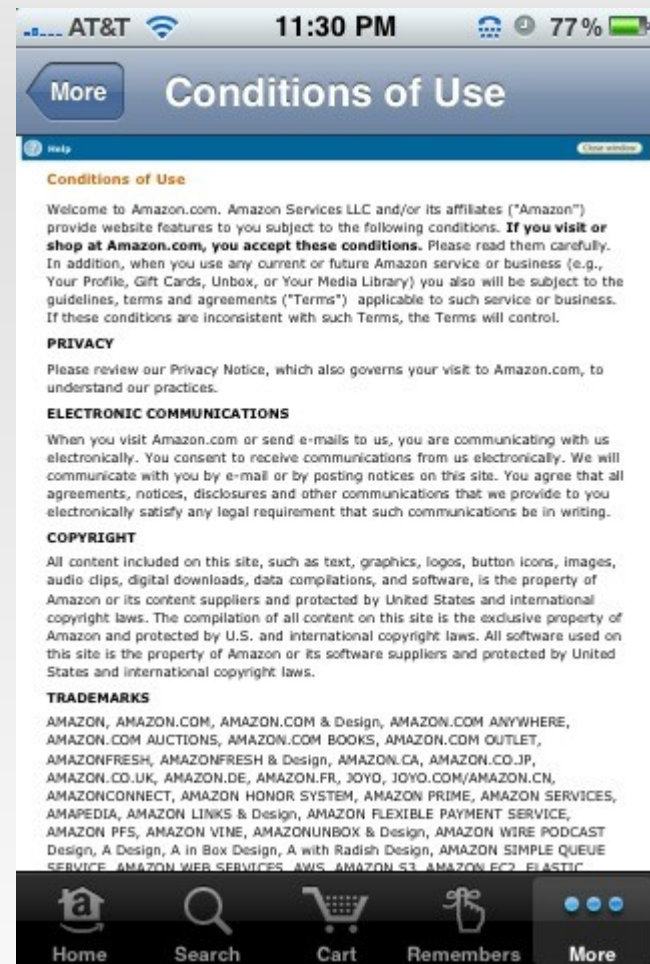 AT&T 11:30 PM 77%
More Conditions of Use
? Help Close window
Conditions of Use
Welcome to Amazon.com. Amazon Services LLC and/or its affiliates ("Amazon")
provide website features to you subject to the following conditions. If you visit or
shop at Amazon.com, you accept these conditions. Please read them carefully.
In addition, when you use any current or future Amazon service or business (e.g.,
Your Profile, Gift Cards, Unbox, or Your Media Library) you also will be subject to the
guidelines, terms and agreements ("Terms") applicable to such service or business.
If these conditions are inconsistent with such Terms, the Terms will control.
PRIVACY
Please review our Privacy Notice, which also governs your visit to Amazon.com, to
understand our practices.
ELECTRONIC COMMUNICATIONS
When you visit Amazon.com or send e-mails to us, you are communicating with us
electronically. You consent to receive communications from us electronically. We will
communicate with you by e-mail or by posting notices on this site. You agree that all
agreements, notices, disclosures and other communications that we provide to you
electronically satisfy any legal requirement that such communications be in writing.
COPYRIGHT
All content included on this site, such as text, graphics, logos, button icons, images,
audio clips, digital downloads, data compilations, and software, is the property of
Amazon or its content suppliers and protected by United States and international
copyright laws. The compilation of all content on this site is the exclusive property of
Amazon and protected by U.S. and international copyright laws. All software used on
this site is the property of Amazon or its software suppliers and protected by United
States and international copyright laws.
TRADEMARKS
AMAZON, AMAZON.COM, AMAZON.COM & Design, AMAZON.COM ANYWHERE,
AMAZON.COM AUCTIONS, AMAZON.COM BOOKS, AMAZON.COM OUTLET,
AMAZONFRESH, AMAZONFRESH & Design, AMAZON.CA, AMAZON.CO.JP,
AMAZON.CO.UK, AMAZON.DE, AMAZON.FR, JOYO, JOYO.COM/AMAZON.CN,
AMAZONCONNECT, AMAZON HONOR SYSTEM, AMAZON PRIME, AMAZON SERVICES,
AMAPEDIA, AMAZON LINKS & Design, AMAZON FLEXIBLE PAYMENT SERVICE,
AMAZON PFS, AMAZON VINE, AMAZONUNBOX & Design, AMAZON WIRE PODCAST
Design, A Design, A in Box Design, A with Radish Design, AMAZON SIMPLE QUEUE
SERVICE, AMAZON WEB SERVICES, AWS, AMAZON S3, AMAZON EC2, ELASTIC
a
Home Search Cart Remembers More